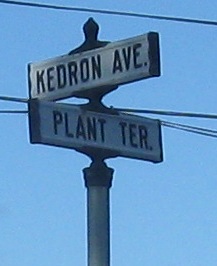 KEDRON AVE.
PLANT TER.